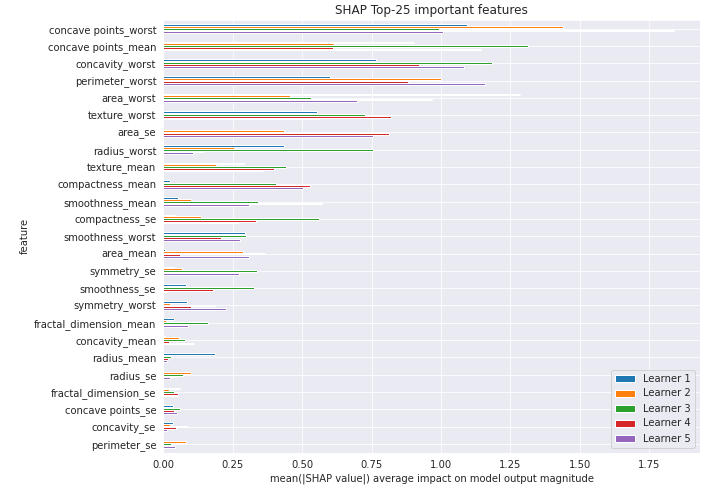 SHAP Top-25 important features
concave points_worst
concave points_mean
concavity_worst
perimeter_worst
area_worst
texture_worst
area_se
radius_worst
texture_mean
compactness_mean
smoothness_mean
compactness_se
smoothness_worst
area_mean
symmetry_se
smoothness_se
symmetry_worst
fractal_dimension_mean
concavity_mean
radius_mean
radius_se
fractal_dimension_se
concave points_se
concavity_se
perimeter_se
feature
Learner 1
Learner 2
Learner 3
Learner 4
Learner 5
0.00 0.25 0.50 0.75 1.00 1.25 1.50 1.75
mean(|SHAP value|) average impact on model output magnitude